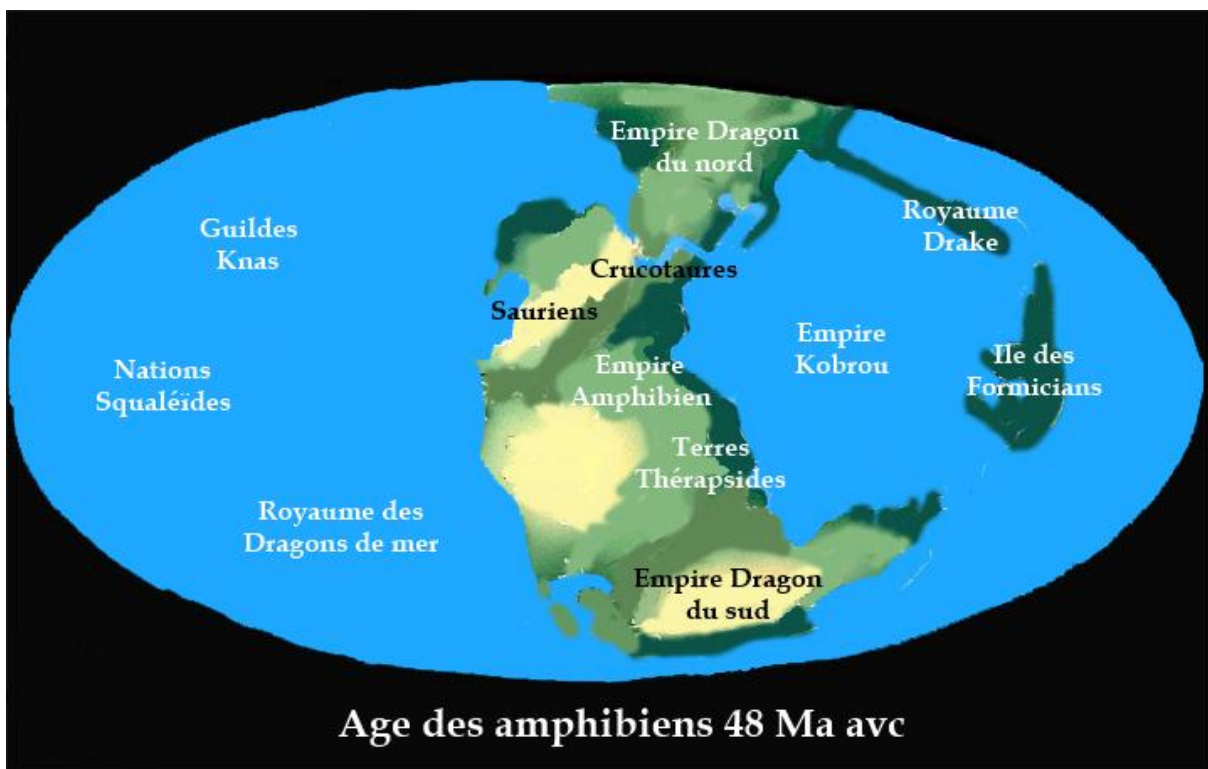 Empire Dragon
du nord
Guildes
Knas
Royaume
Drake
Crucotaures
Sauriens
Empire
Kobrou
Ile des
Formicians
Nations
Squaléïdes
Empire
Amphibien
Terres
Thérapsides
Royaume des
Dragons de mer
Empire Dragon
du sud
Age des amphibiens 48 Ma avc